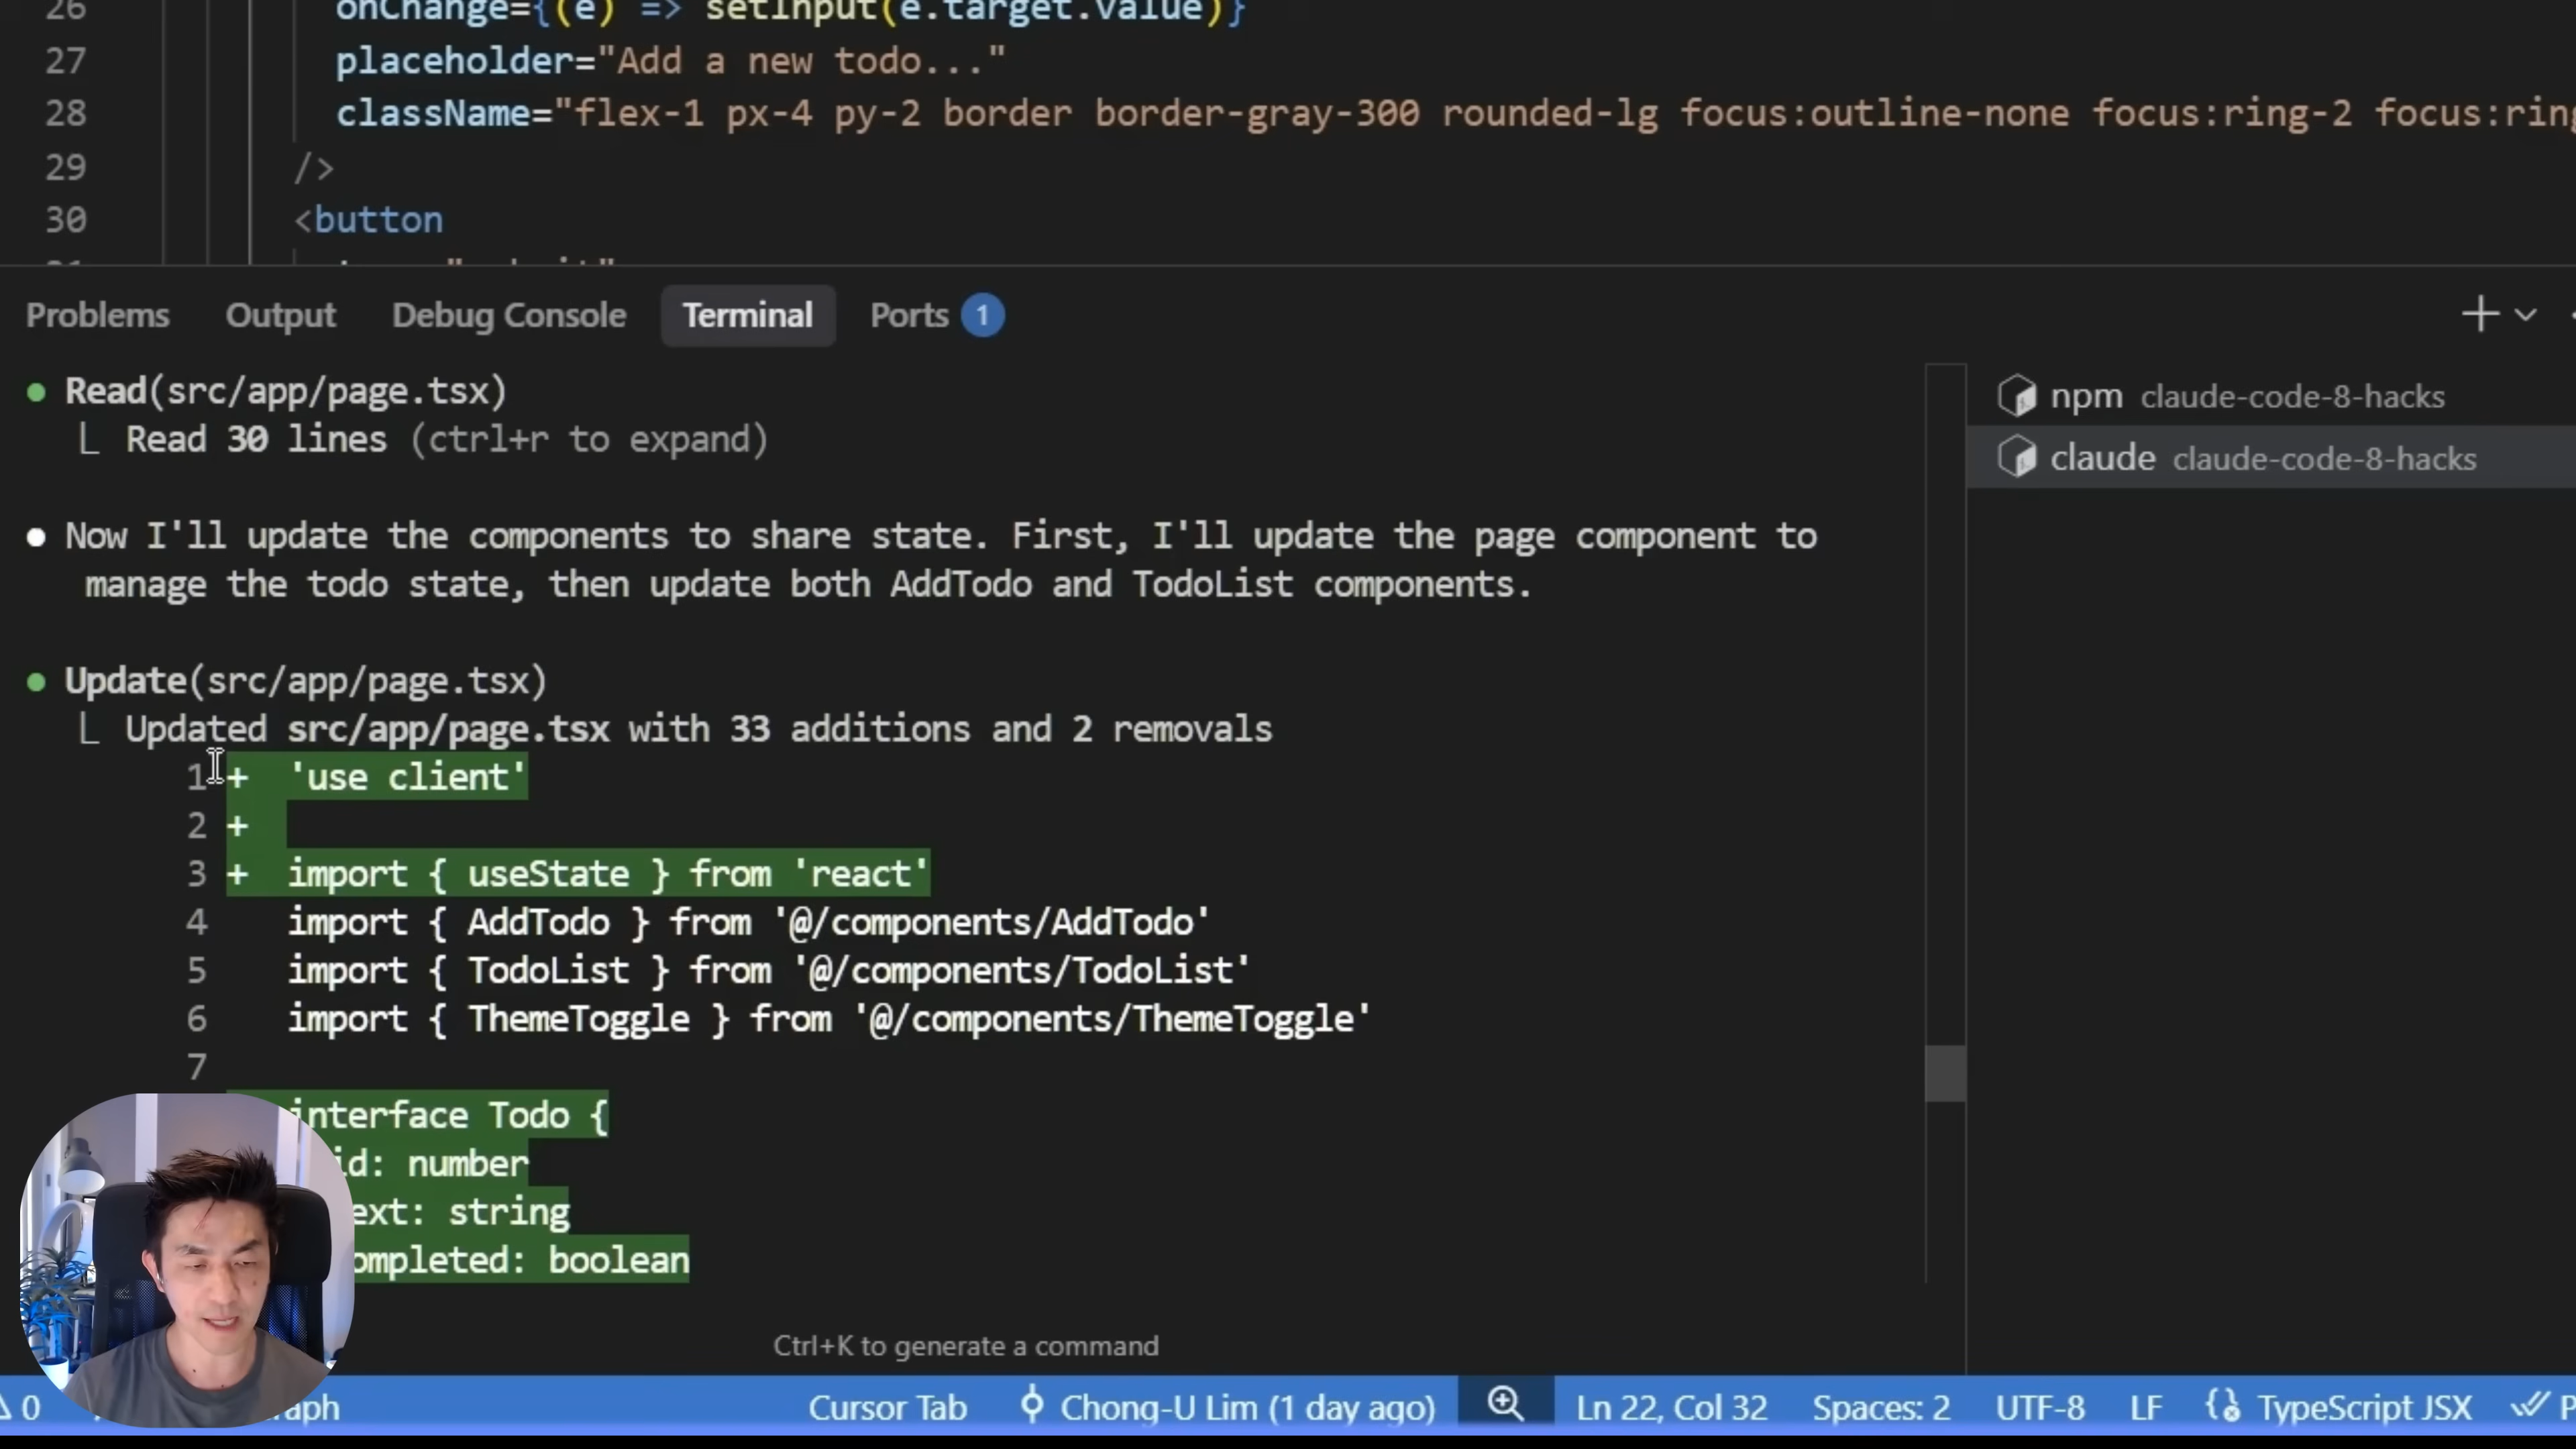 26 onChange={(e) => setInput(e.target.value)}
27 placeholder="Add a new todo..."
28 className="flex-1 px-4 py-2 border border-gray-300 rounded-lg focus:outline-none focus:ring-2 focus:ring
29 />
30 <button
Problems Output Debug Console Terminal Ports 1
● Read(src/app/page.tsx)
⎿ Read 30 lines (ctrl+r to expand)
● Now I'll update the components to share state. First, I'll update the page component to
manage the todo state, then update both AddTodo and TodoList components.
● Update(src/app/page.tsx)
⎿ Updated src/app/page.tsx with 33 additions and 2 removals
1 + 'use client'
2 +
3 + import { useState } from 'react'
4 import { AddTodo } from '@/components/AddTodo'
5 import { TodoList } from '@/components/TodoList'
6 import { ThemeToggle } from '@/components/ThemeToggle'
7
interface Todo {
id: number
ext: string
ompleted: boolean
npm claude-code-8-hacks
claude claude-code-8-hacks
Ctrl+K to generate a command
0 Cursor Tab Chong-U Lim (1 day ago) Ln 22, Col 32 Spaces: 2 UTF-8 LF TypeScript JSX